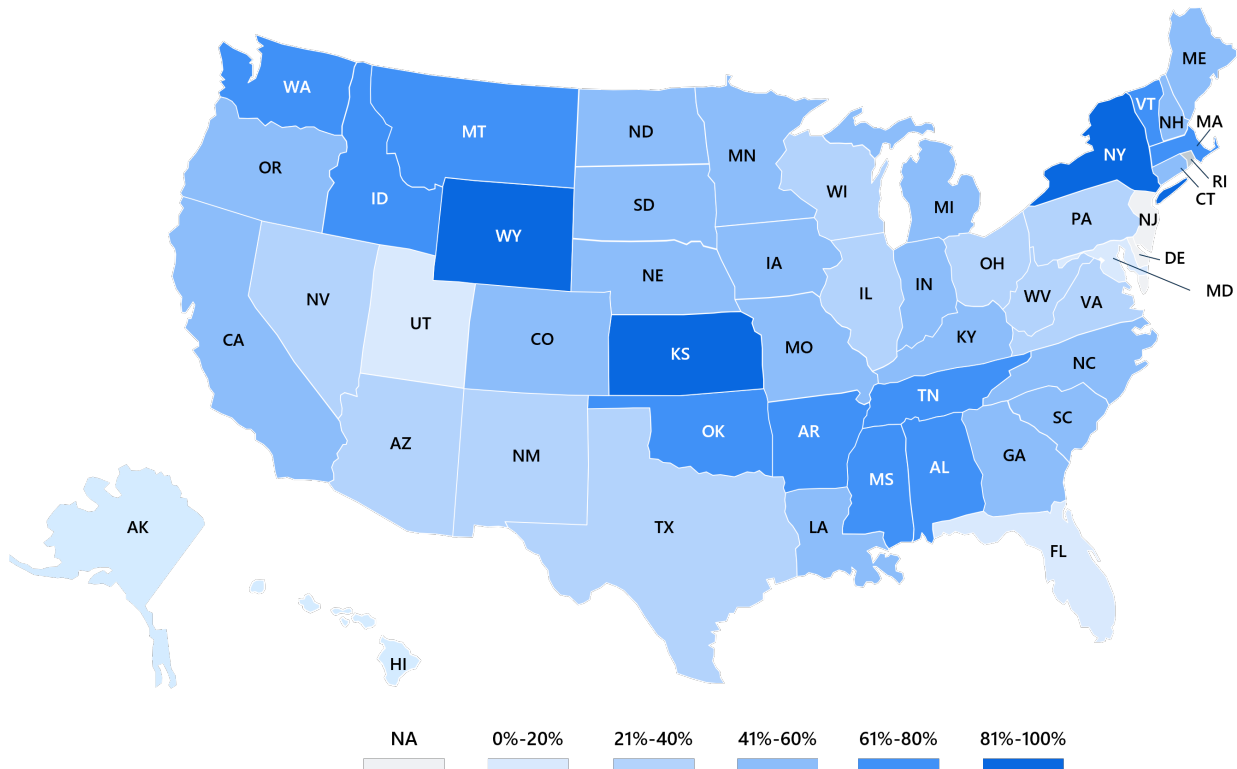 ME
WA
VT
NH
MA
MT
ND
MN
NY
OR
RI
WI
CT
ID
SD
MI
PA
NJ
WY
DE
IA
OH
NE
MD
IN
IL
WV
VA
NV
UT
CO
KS
MO
KY
CA
NC
TN
SC
OK
AR
AZ
NM
GA
AL
MS
AK
TX
LA
FL
HI
NA 0%-20% 21%-40% 41%-60% 61%-80% 81%-100%